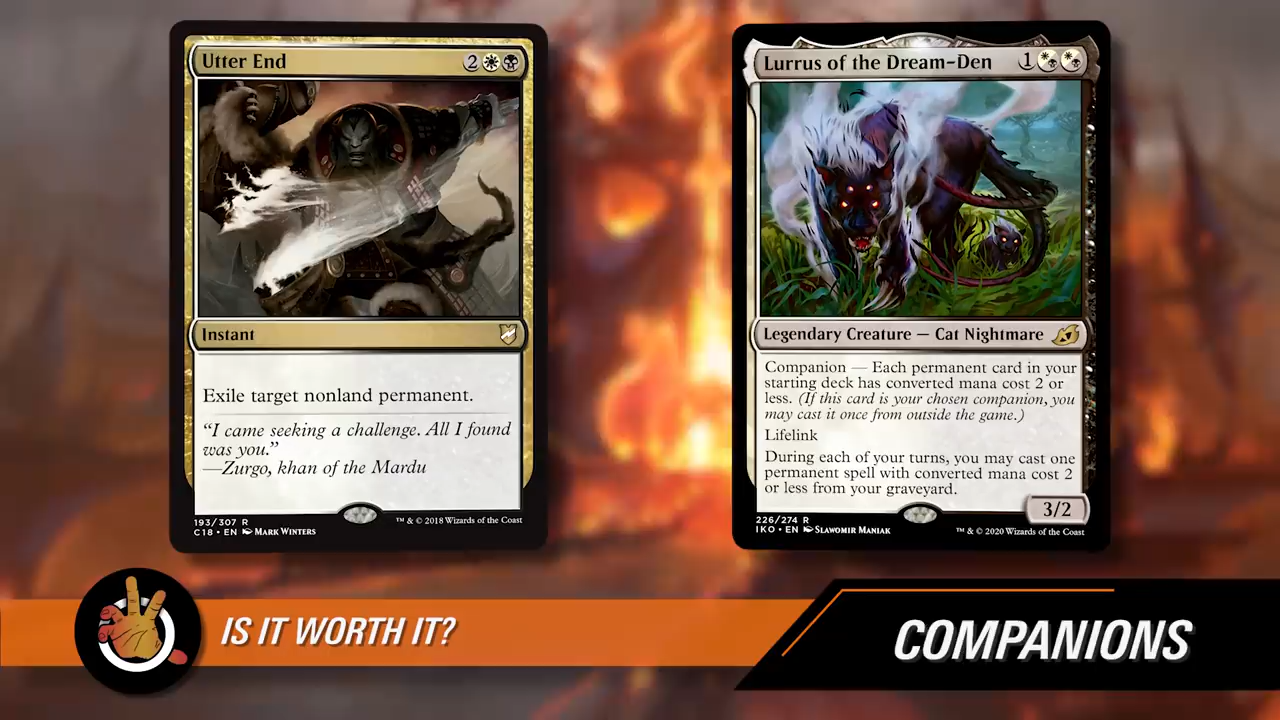 Utter End
2
Instant
Exile target nonland permanent.
“I came seeking a challenge. All I found
was you.”
—Zurgo, khan of the Mardu
193/307 R
C18 • EN Mark Winters
™ & © 2018 Wizards of the Coast
Lurrus of the Dream-Den
1
Legendary Creature — Cat Nightmare
Companion — Each permanent card in your
starting deck has converted mana cost 2 or
less. (If this card is your chosen companion, you
may cast it once from outside the game.)
Lifelink
During each of your turns, you may cast one
permanent spell with converted mana cost 2
or less from your graveyard.
3/2
226/274 R
IKO • EN Slawomir Maniak
™ & © 2020 Wizards of the Coast
IS IT WORTH IT?
COMPANIONS